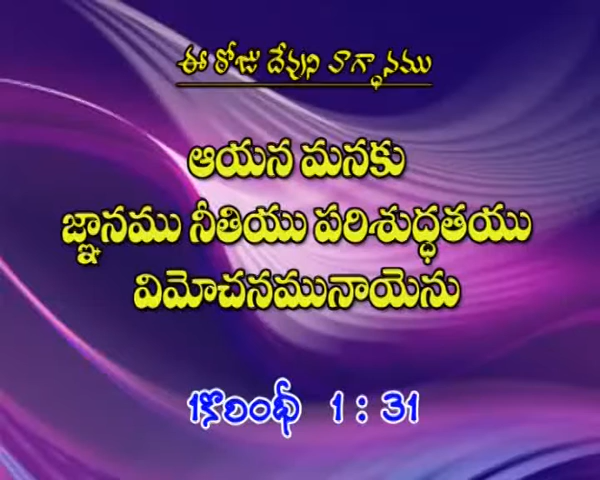 ఈ రోజు దేవుని వాగ్ధానము
ఆయన మనకు
జ్ఞానము నీతియు పరిశుద్ధతయు
విమోచనమునాయెను
1కొరింథీ 1 : 31